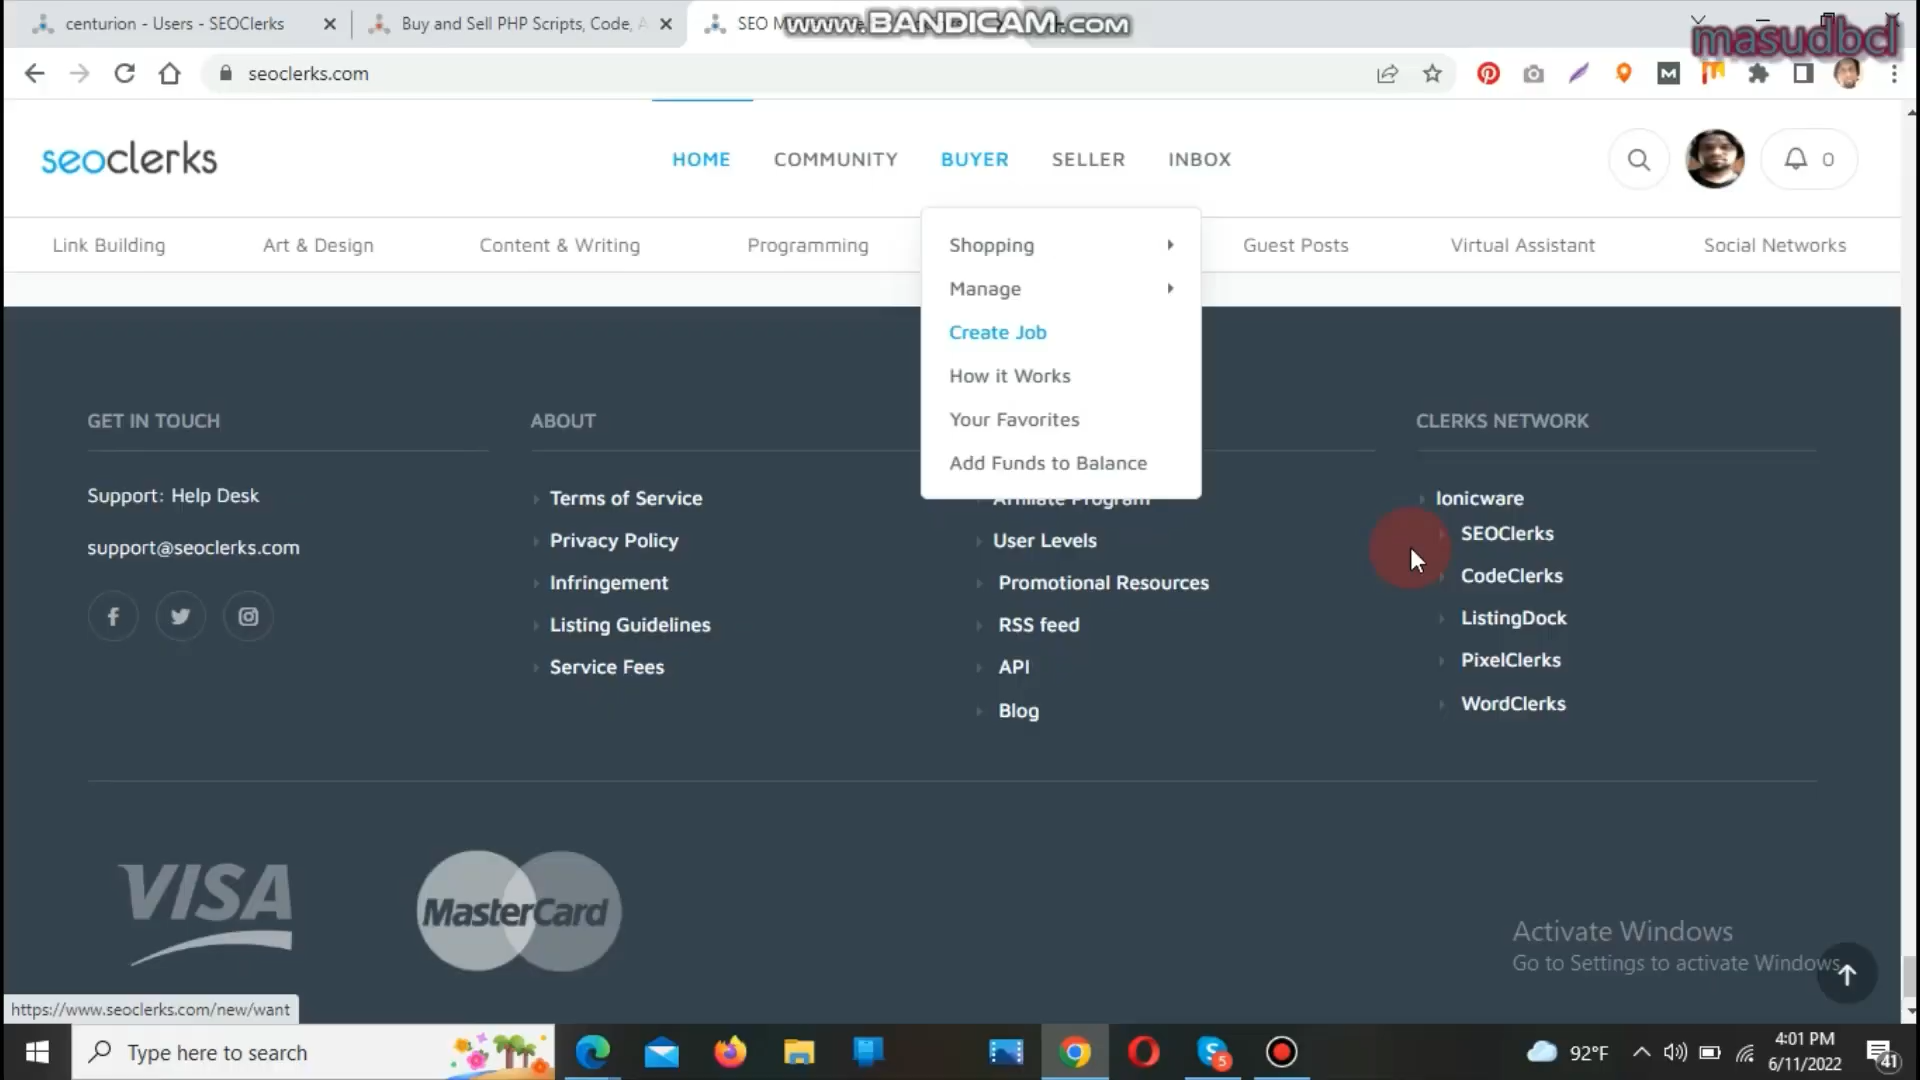 centurion - Users - SEOClerks
Buy and Sell PHP Scripts, Code, A
SEO M
www.BANDICAM.com
masudbcl
seoclerks.com
seoclerks
HOME
COMMUNITY
BUYER
SELLER
INBOX
0
Link Building
Art & Design
Content & Writing
Programming
Guest Posts
Virtual Assistant
Social Networks
Shopping
Manage
Create Job
How it Works
Your Favorites
Add Funds to Balance
GET IN TOUCH
Support: Help Desk
support@seoclerks.com
ABOUT
Terms of Service
Privacy Policy
Infringement
Listing Guidelines
Service Fees
Affiliate Program
User Levels
Promotional Resources
RSS feed
API
Blog
CLERKS NETWORK
Ionicware
SEOClerks
CodeClerks
ListingDock
PixelClerks
WordClerks
VISA
MasterCard
Activate Windows
Go to Settings to activate Windows.
https://www.seoclerks.com/new/want
Type here to search
5
92°F
4:01 PM
6/11/2022
41